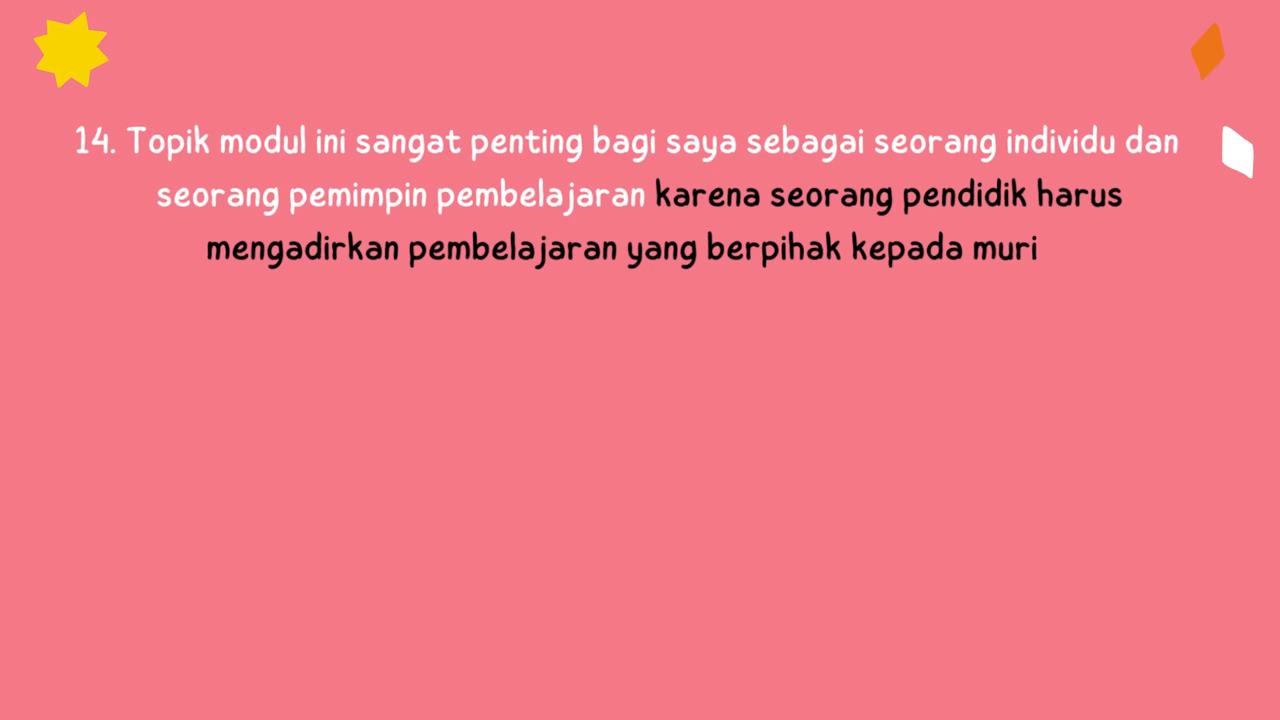 14. Topik modul ini sangat penting bagi saya sebagai seorang individu dan
seorang pemimpin pembelajaran karena seorang pendidik harus
mengadirkan pembelajaran yang berpihak kepada muri